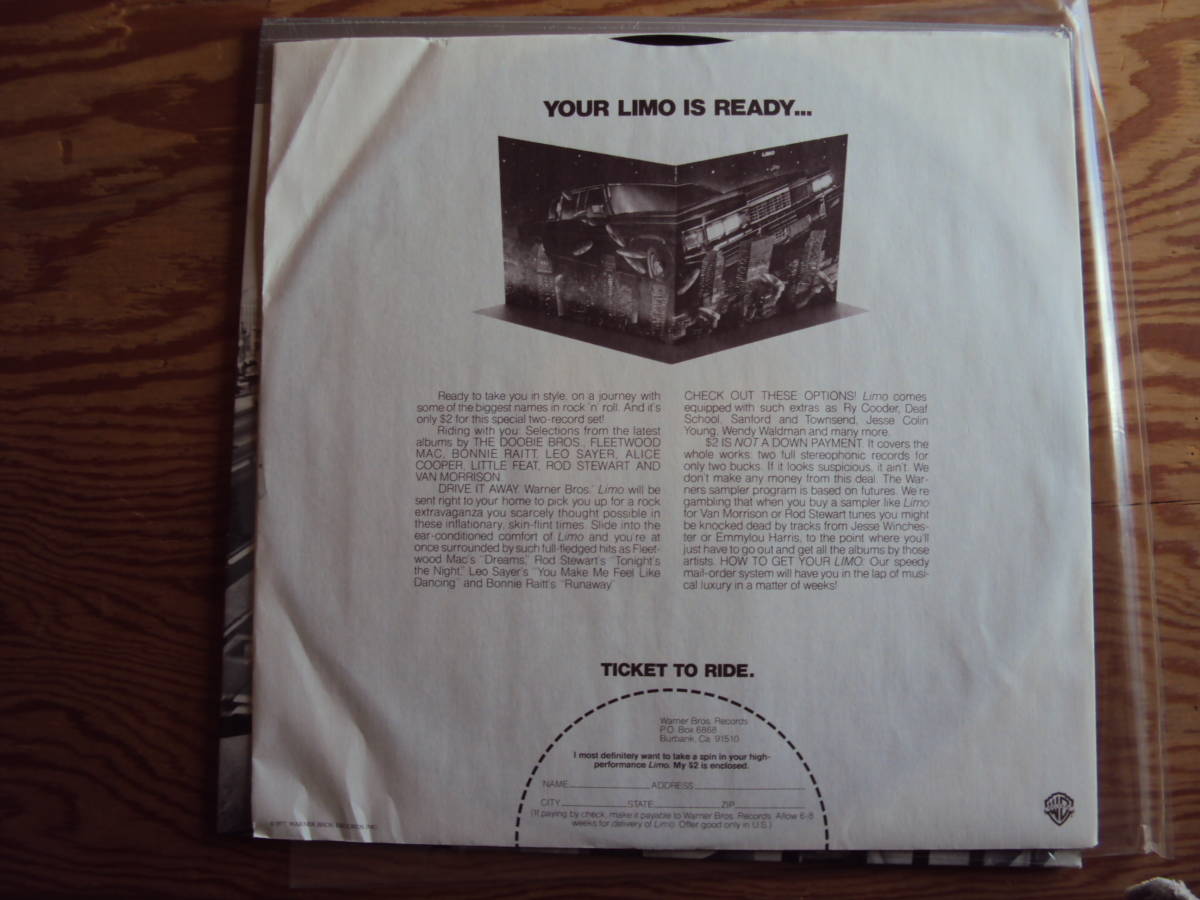 YOUR LIMO IS READY...
LIMO
Ready to take you in style, on a journey with
some of the biggest names in rock 'n' roll. And it's
only $2 for this special two-record set!
Riding with you: Selections from the latest
albums by THE DOOBIE BROS., FLEETWOOD
MAC, BONNIE RAITT, LEO SAYER, ALICE
COOPER, LITTLE FEAT, ROD STEWART AND
VAN MORRISON.
DRIVE IT AWAY. Warner Bros.' Limo will be
sent right to your home to pick you up for a rock
extravaganza you scarcely thought possible in
these inflationary, skin-flint times. Slide into the
ear-conditioned comfort of Limo and you're at
once surrounded by such full-fledged hits as Fleet-
wood Mac's "Dreams," Rod Stewart's "Tonight's
the Night," Leo Sayer's "You Make Me Feel Like
Dancing" and Bonnie Raitt's "Runaway."
CHECK OUT THESE OPTIONS! Limo comes
equipped with such extras as Ry Cooder, Deaf
School, Sanford and Townsend, Jesse Colin
Young, Wendy Waldman and many more.
$2 IS NOT A DOWN PAYMENT. It covers the
whole works: two full stereophonic records for
only two bucks. If it looks suspicious, it ain't. We
don't make any money from this deal. The War-
ners sampler program is based on futures. We're
gambling that when you buy a sampler like Limo
for Van Morrison or Rod Stewart tunes you might
be knocked dead by tracks from Jesse Winches-
ter or Emmylou Harris, to the point where you'll
just have to go out and get all the albums by those
artists. HOW TO GET YOUR LIMO: Our speedy
mail-order system will have you in the lap of musi-
cal luxury in a matter of weeks!
TICKET TO RIDE.
Warner Bros. Records
P.O. Box 6868
Burbank, Ca. 91510
I most definitely want to take a spin in your high-
performance Limo. My $2 is enclosed.
NAME ADDRESS
CITY STATE ZIP
(If paying by check, make it payable to Warner Bros. Records. Allow 6-8
weeks for delivery of Limo. Offer good only in U.S.)
© 1977 WARNER BROS. RECORDS INC.